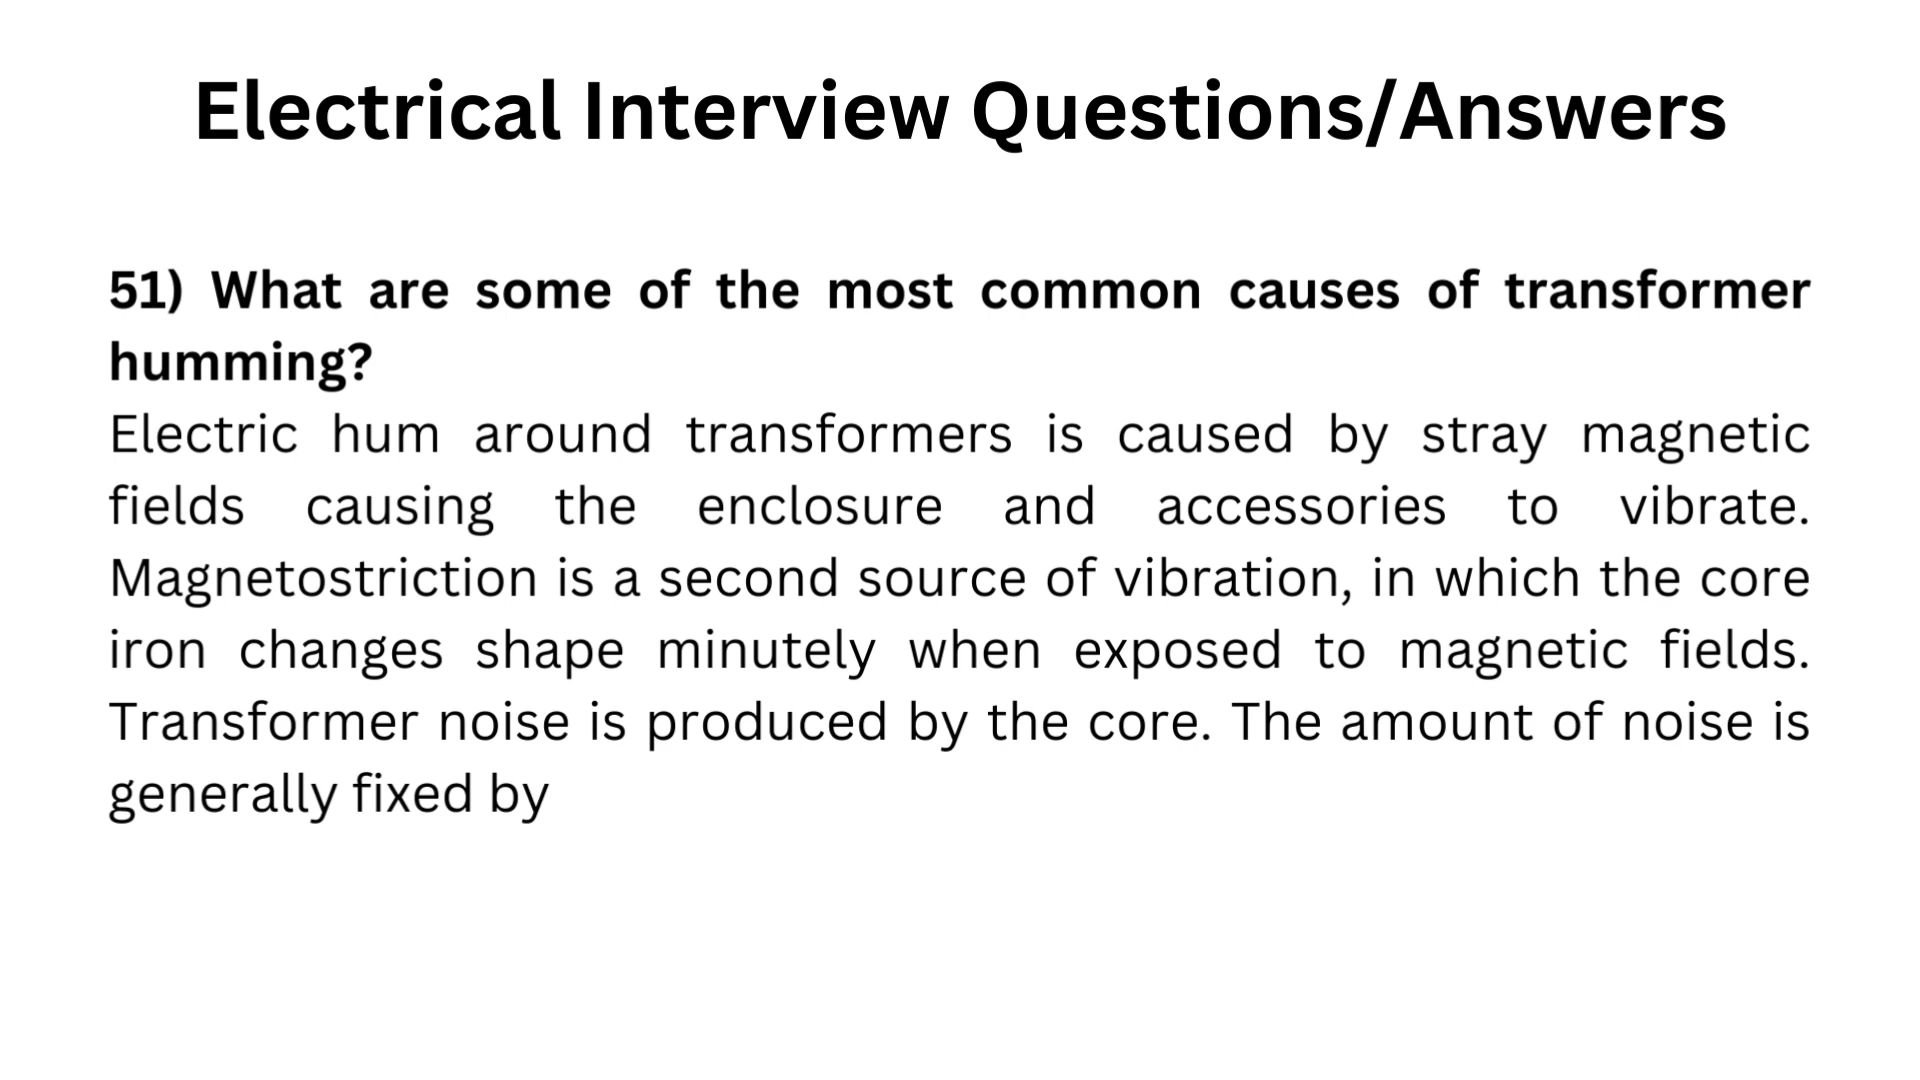 Electrical Interview Questions/Answers
51) What are some of the most common causes of transformer
humming?
Electric hum around transformers is caused by stray magnetic
fields causing the enclosure and accessories to vibrate.
Magnetostriction is a second source of vibration, in which the core
iron changes shape minutely when exposed to magnetic fields.
Transformer noise is produced by the core. The amount of noise is
generally fixed by